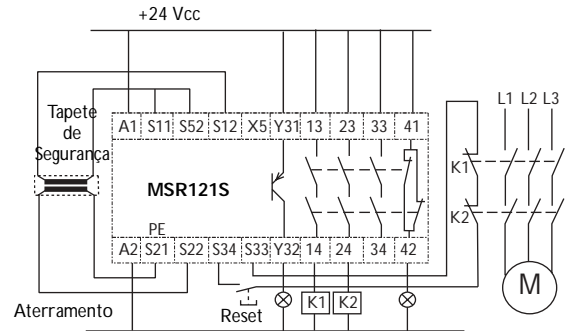 +24 Vcc
Tapete
de
Segurança
L1 L2 L3
A1 S11 S52 S12 X5 Y31 13 23 33 41
K1
MSR121S
K2
PE
A2 S21 S22 S34 S33 Y32 14 24 34 42
M
K1 K2
Aterramento
Reset